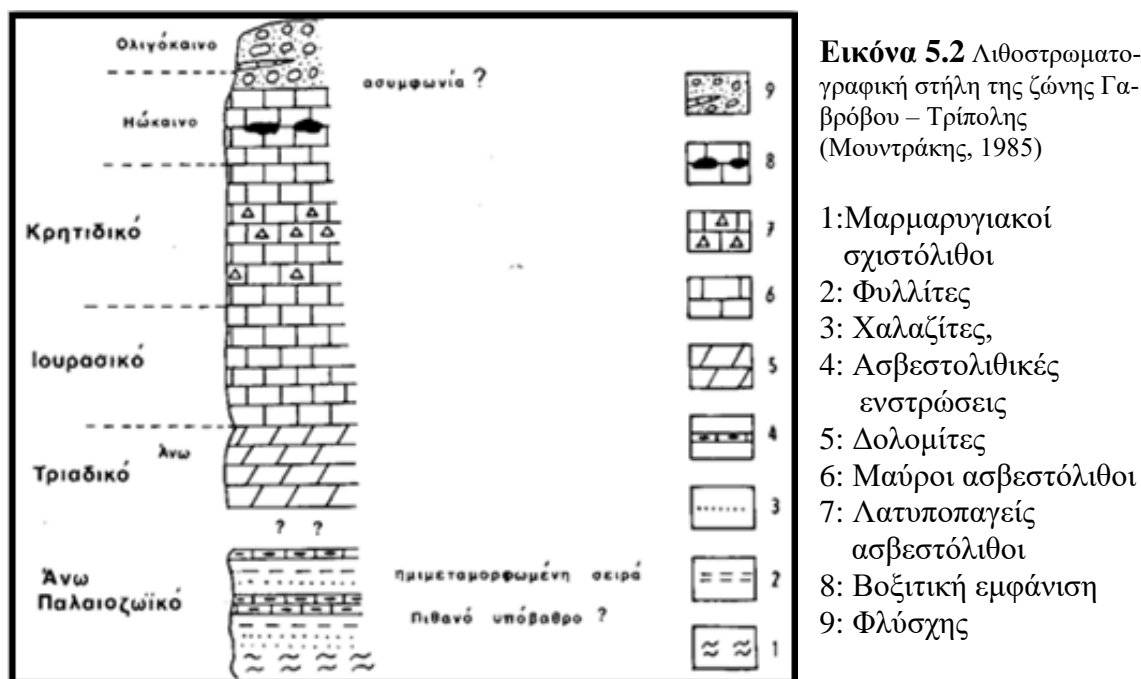 Ολιγόκαινο
ασυμφωνία ?
Ηώκαινο
Κρητιδικό
Ιουρασικό
Άνω
Τριαδικό
? ?
Άνω
Παλαιοζωϊκό
ημιμεταμορφωμένη σειρά
Πιθανό υπόβαθρο ?
9
8
7
6
5
4
3
2
1
Εικόνα 5.2 Λιθοστρωματο-
γραφική στήλη της ζώνης Γα-
βρόβου – Τρίπολης
(Μουντράκης, 1985)
1:Μαρμαρυγιακοί
σχιστόλιθοι
2: Φυλλίτες
3: Χαλαζίτες,
4: Ασβεστολιθικές
ενστρώσεις
5: Δολομίτες
6: Μαύροι ασβεστόλιθοι
7: Λατυποπαγείς
ασβεστόλιθοι
8: Βοξιτική εμφάνιση
9: Φλύσχης